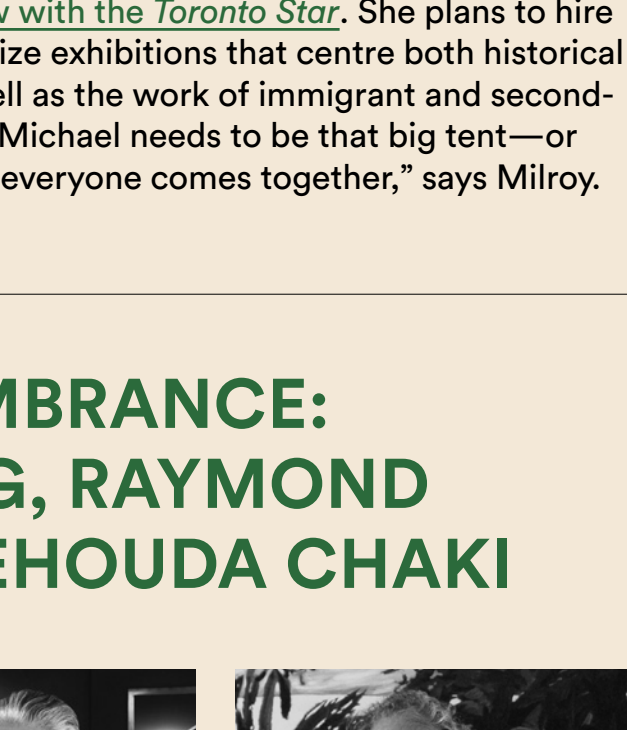 w with the Toronto Star. She plans to hire
ize exhibitions that centre both historical
ell as the work of immigrant and second-
Michael needs to be that big tent—or
everyone comes together,” says Milroy.
MBRANCE:
G, RAYMOND
EHOUDA CHAKI